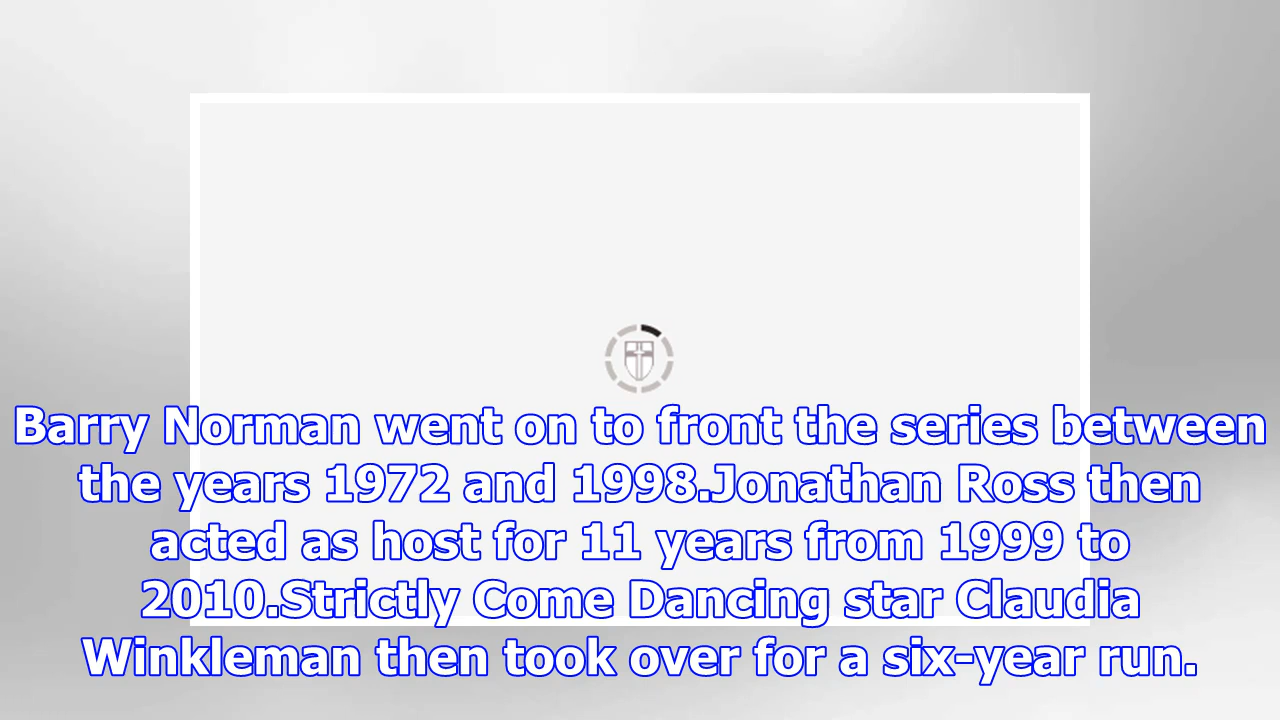 Barry Norman went on to front the series between
the years 1972 and 1998.Jonathan Ross then
acted as host for 11 years from 1999 to
2010.Strictly Come Dancing star Claudia
Winkleman then took over for a six-year run.